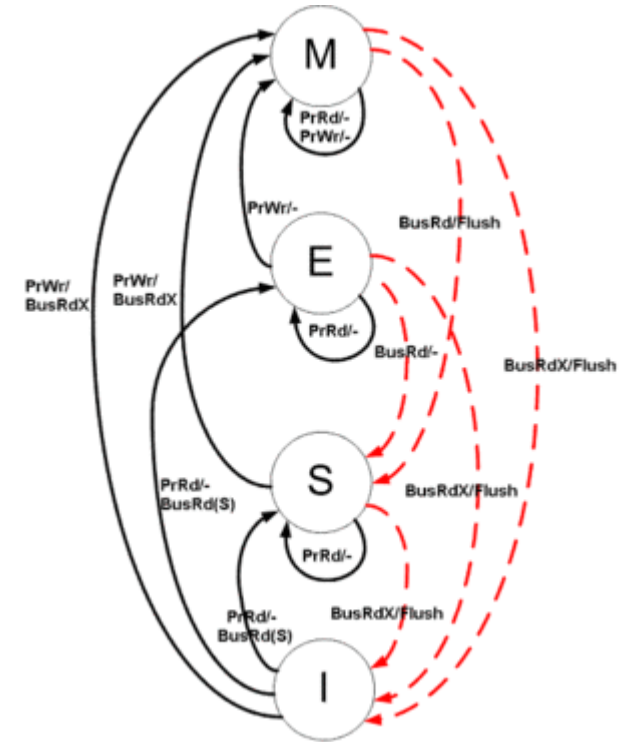 M
PrRd/-
PrWr/-
PrWr/-
BusRd/Flush
E
PrWr/
BusRdX
PrWr/
BusRdX
PrRd/-
BusRd/-
BusRdX/Flush
S
PrRd/-
BusRd(S)
BusRdX/Flush
PrRd/-
PrRd/-
BusRd(S)
BusRdX/Flush
I